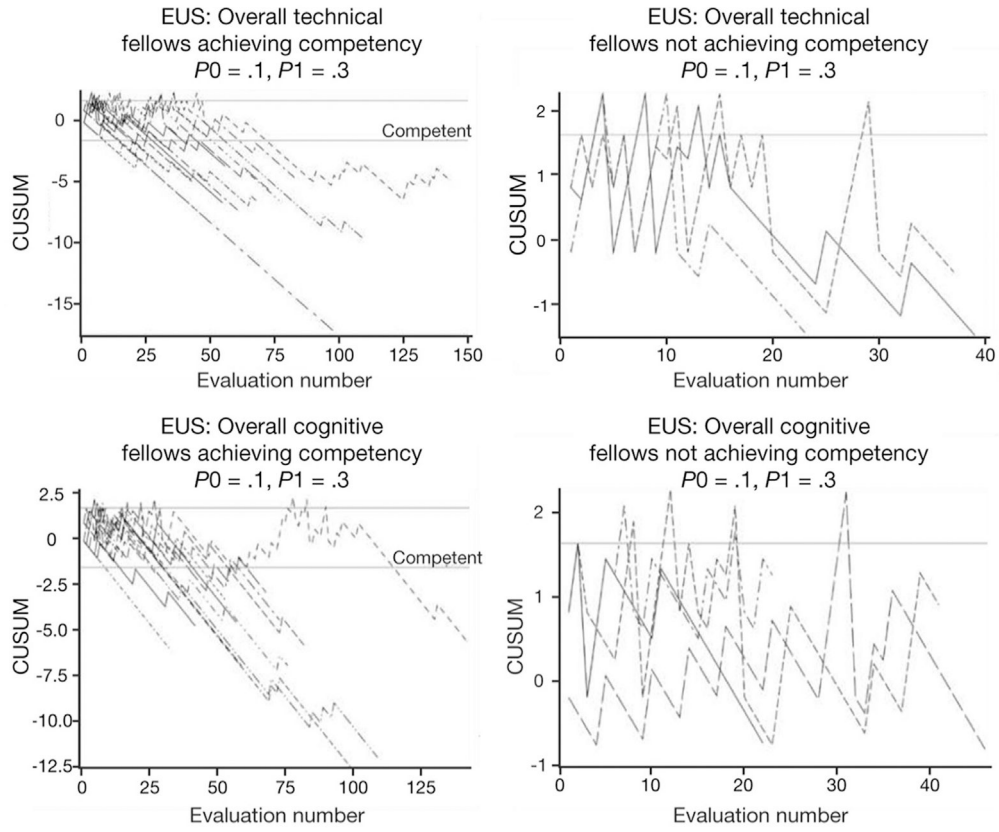 EUS: Overall technical
fellows achieving competency
P0 = .1, P1 = .3
0
-5
-10
-15
CUSUM
Competent
0 25 50 75 100 125 150
Evaluation number
EUS: Overall technical
fellows not achieving competency
P0 = .1, P1 = .3
2
1
0
-1
CUSUM
0 10 20 30 40
Evaluation number
EUS: Overall cognitive
fellows achieving competency
P0 = .1, P1 = .3
2.5
0
-2.5
-5.0
-7.5
-10.0
-12.5
CUSUM
Competent
0 25 50 75 100 125
Evaluation number
EUS: Overall cognitive
fellows not achieving competency
P0 = .1, P1 = .3
2
1
0
-1
CUSUM
0 10 20 30 40
Evaluation number